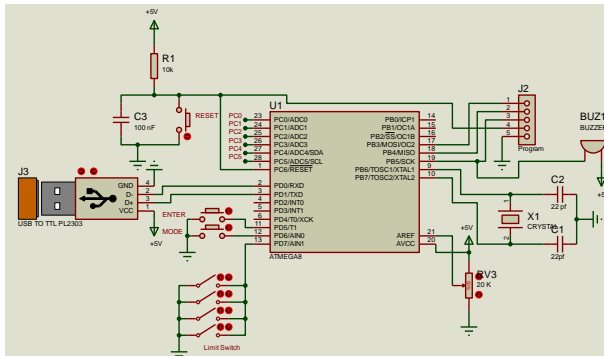 +5V
R1
10k
C3
100 nF
RESET
U1
PC0
PC1
PC2
PC3
PC4
PC5
23
24
25
26
27
28
1
PC0/ADC0
PC1/ADC1
PC2/ADC2
PC3/ADC3
PC4/ADC4/SDA
PC5/ADC5/SCL
PC6/RESET
2
3
4
5
6
11
12
13
PD0/RXD
PD1/TXD
PD2/INT0
PD3/INT1
PD4/T0/XCK
PD5/T1
PD6/AIN0
PD7/AIN1
ATMEGA8
PB0/ICP1
PB1/OC1A
PB2/SS/OC1B
PB3/MOSI/OC2
PB4/MISO
PB5/SCK
PB6/TOSC1/XTAL1
PB7/TOSC2/XTAL2
14
15
16
17
18
19
9
10
AREF
AVCC
21
20
J2
1
2
3
4
5
Program
BUZ1
BUZZER
+5V
C2
22 pf
X1
CRYSTAL
1
2
C1
22pf
+5V
RV3
20 K
J3
GND
D-
D+
VCC
4
2
3
1
USB TO TTL PL2303
+5V
ENTER
MODE
Limit Switch